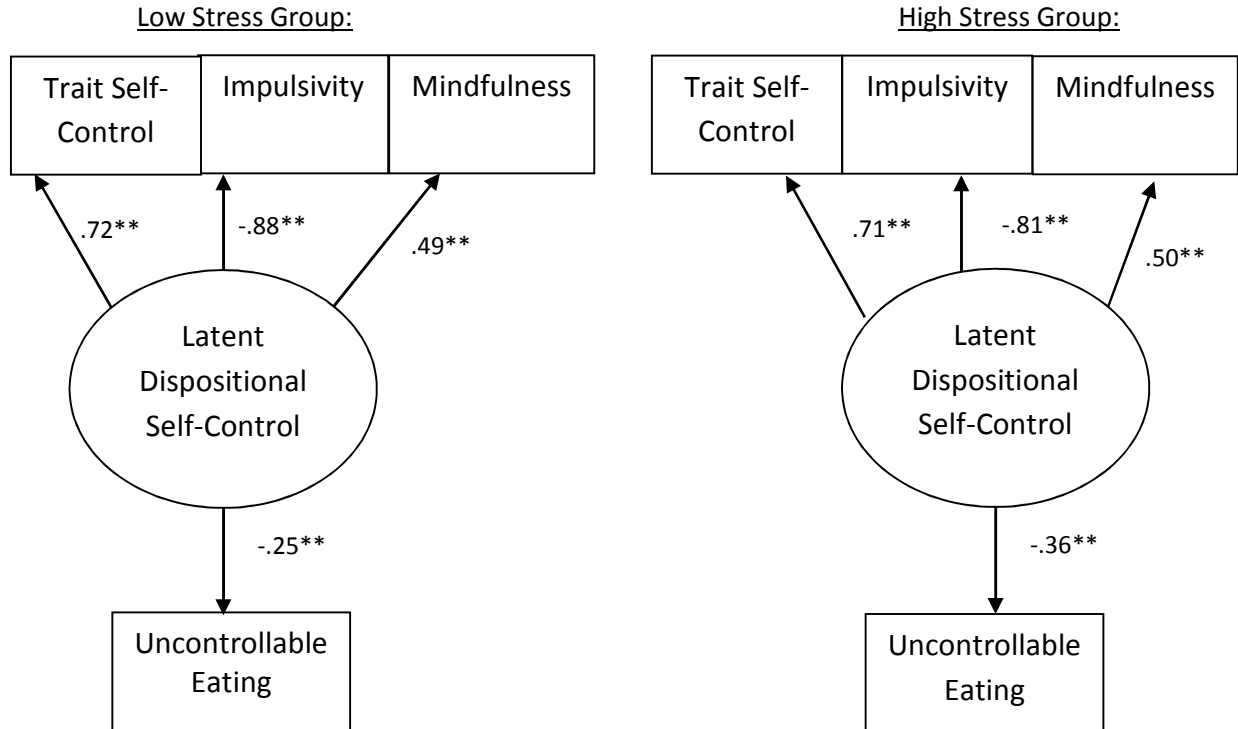 Low Stress Group:
Trait Self-
Control
Impulsivity
Mindfulness
.72**
-.88**
.49**
Latent
Dispositional
Self-Control
-.25**
Uncontrollable
Eating
High Stress Group:
Trait Self-
Control
Impulsivity
Mindfulness
.71**
-.81**
.50**
Latent
Dispositional
Self-Control
-.36**
Uncontrollable
Eating